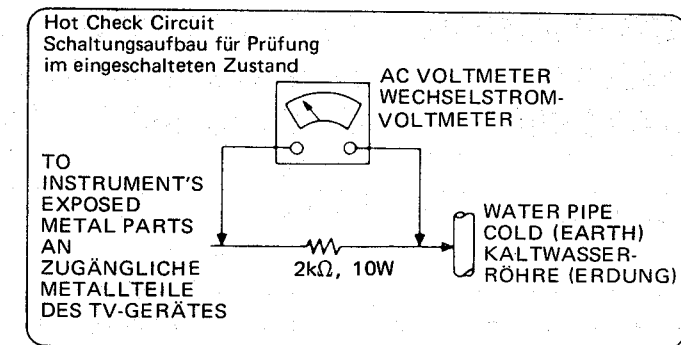 Hot Check Circuit
Schaltungsaufbau für Prüfung
im eingeschalteten Zustand
AC VOLTMETER
WECHSELSTROM-
VOLTMETER
TO
INSTRUMENT'S
EXPOSED
METAL PARTS
AN
ZUGÄNGLICHE
METALLTEILE
DES TV-GERÄTES
2kΩ, 10W
WATER PIPE
COLD (EARTH)
KALTWASSER-
RÖHRE (ERDUNG)